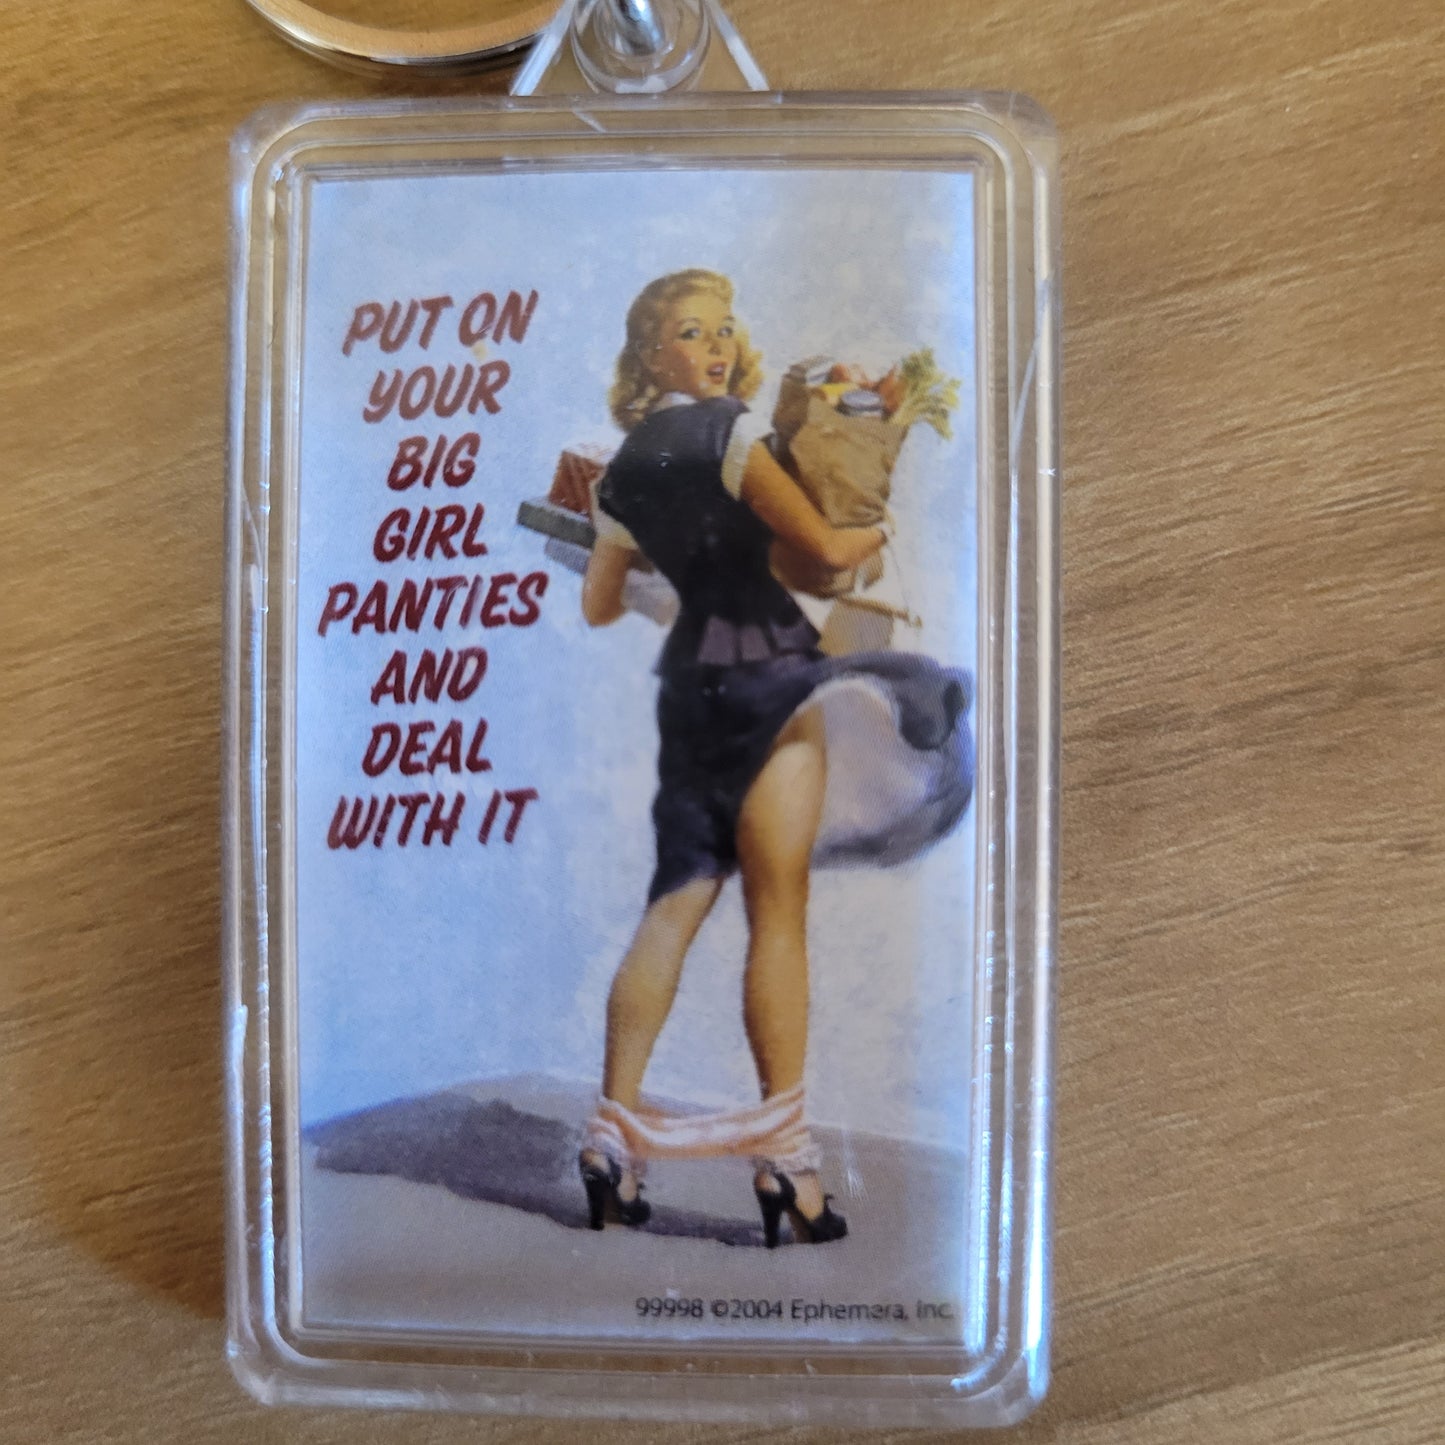 PUT ON
YOUR
BIG
GIRL
PANTIES
AND
DEAL
WITH IT
99998 ©2004 Ephemera, Inc.